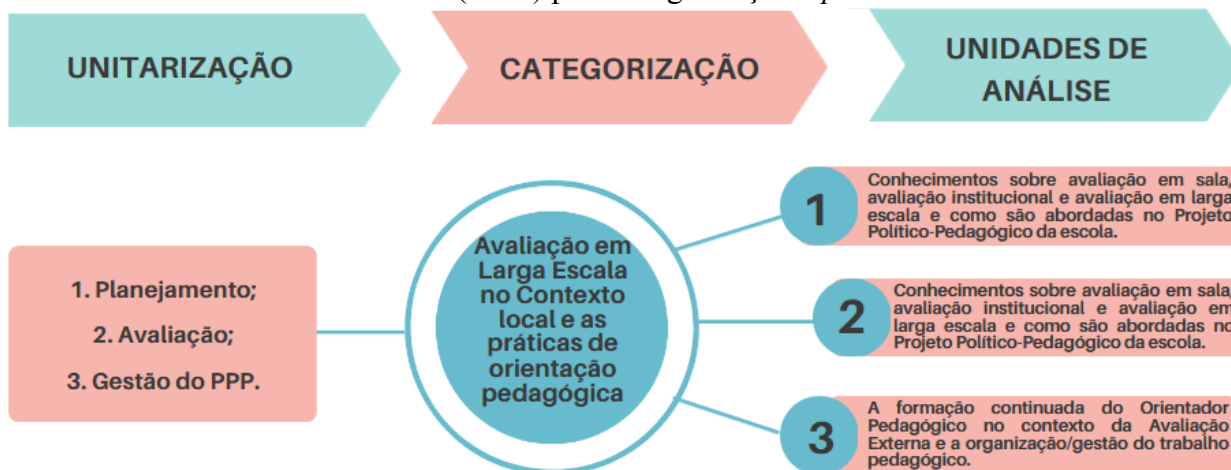 UNITARIZAÇÃO
CATEGORIZAÇÃO
UNIDADES DE
ANÁLISE
1. Planejamento;
2. Avaliação;
3. Gestão do PPP.
Avaliação em
Larga Escala
no Contexto
local e as
práticas de
orientação
pedagógica
1
Conhecimentos sobre avaliação em sala,
avaliação institucional e avaliação em larga
escala e como são abordadas no Projeto
Político-Pedagógico da escola.
2
Conhecimentos sobre avaliação em sala,
avaliação institucional e avaliação em
larga escala e como são abordadas no
Projeto Político-Pedagógico da escola.
3
A formação continuada do Orientador
Pedagógico no contexto da Avaliação
Externa e a organização/gestão do trabalho
pedagógico.